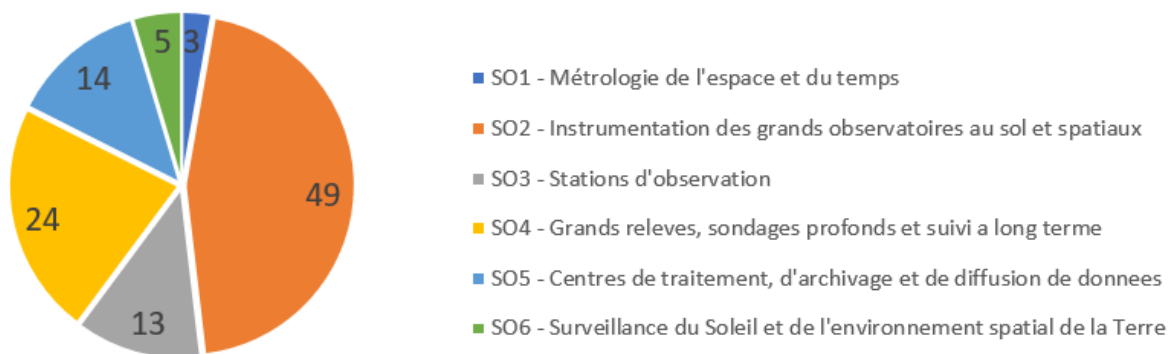 5
3
14
49
24
13
SO1 - Métrologie de l'espace et du temps
SO2 - Instrumentation des grands observatoires au sol et spatiaux
SO3 - Stations d'observation
SO4 - Grands releves, sondages profonds et suivi a long terme
SO5 - Centres de traitement, d'archivage et de diffusion de donnees
SO6 - Surveillance du Soleil et de l'environnement spatial de la Terre